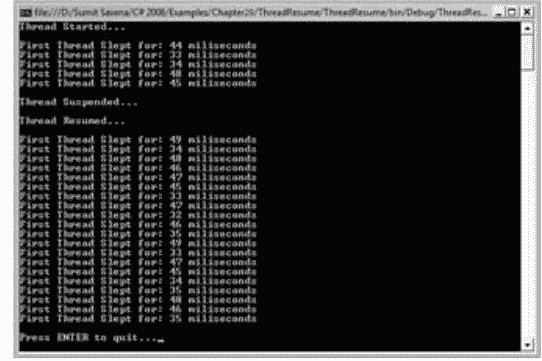 file:///D:/Sumit Saxena/C# 2008/Examples/Chapter29/ThreadResume/ThreadResume/bin/Debug/ThreadRes...
Thread Started...
First Thread Slept for: 44 miliseconds
First Thread Slept for: 33 miliseconds
First Thread Slept for: 34 miliseconds
First Thread Slept for: 48 miliseconds
First Thread Slept for: 45 miliseconds
Thread Suspended...
Thread Resumed...
First Thread Slept for: 49 miliseconds
First Thread Slept for: 34 miliseconds
First Thread Slept for: 48 miliseconds
First Thread Slept for: 46 miliseconds
First Thread Slept for: 47 miliseconds
First Thread Slept for: 45 miliseconds
First Thread Slept for: 33 miliseconds
First Thread Slept for: 47 miliseconds
First Thread Slept for: 32 miliseconds
First Thread Slept for: 46 miliseconds
First Thread Slept for: 35 miliseconds
First Thread Slept for: 49 miliseconds
First Thread Slept for: 33 miliseconds
First Thread Slept for: 47 miliseconds
First Thread Slept for: 45 miliseconds
First Thread Slept for: 34 miliseconds
First Thread Slept for: 35 miliseconds
First Thread Slept for: 48 miliseconds
First Thread Slept for: 46 miliseconds
First Thread Slept for: 35 miliseconds
Press ENTER to quit..._